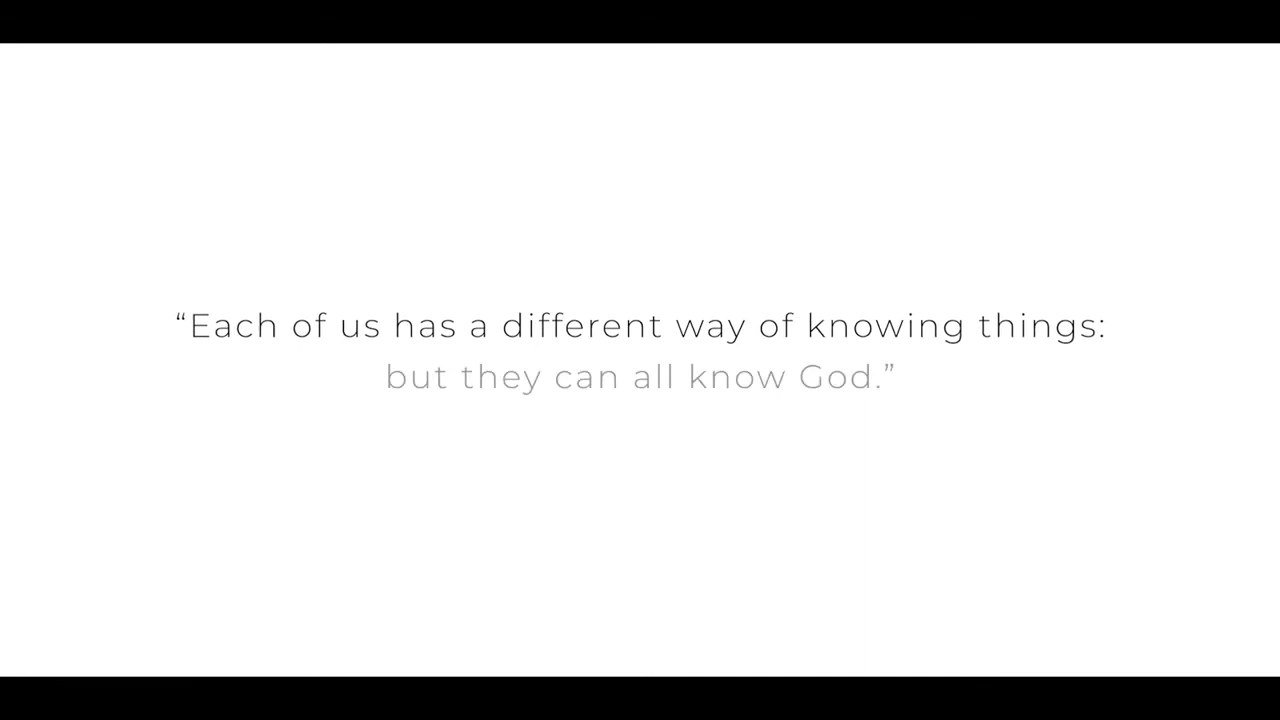 “Each of us has a different way of knowing things:
but they can all know God.”